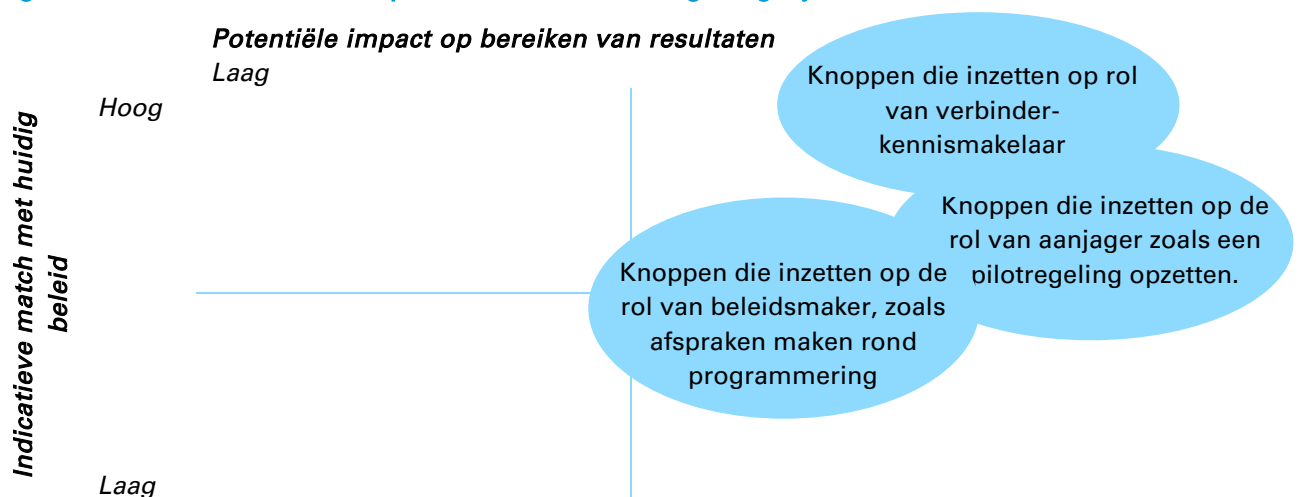 Potentiële impact op bereiken van resultaten
Laag
Hoog
Indicatieve match met huidig
beleid
Knoppen die inzetten op rol
van verbinder-
kennismakelaar
Knoppen die inzetten op de
rol van aanjager zoals een
pilotregeling opzetten.
Knoppen die inzetten op de
rol van beleidsmaker, zoals
afspraken maken rond
programmering
Laag